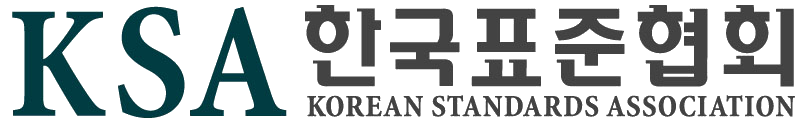 KSA
한국표준협회
KOREAN STANDARDS ASSOCIATION